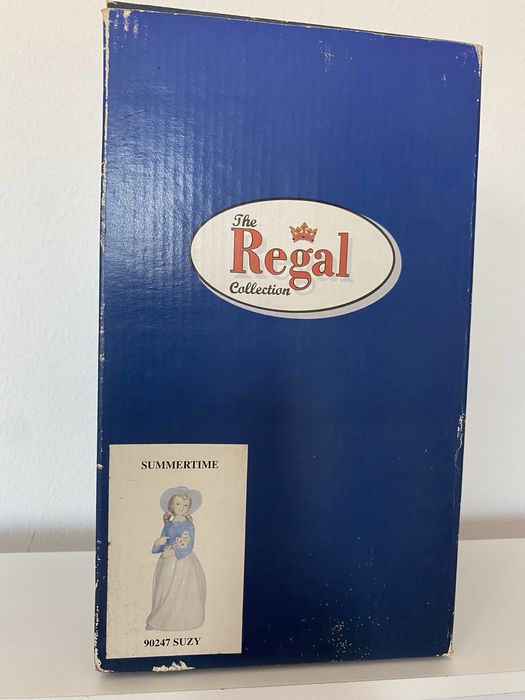 The
Regal
Collection
SUMMERTIME
90247 SUZY